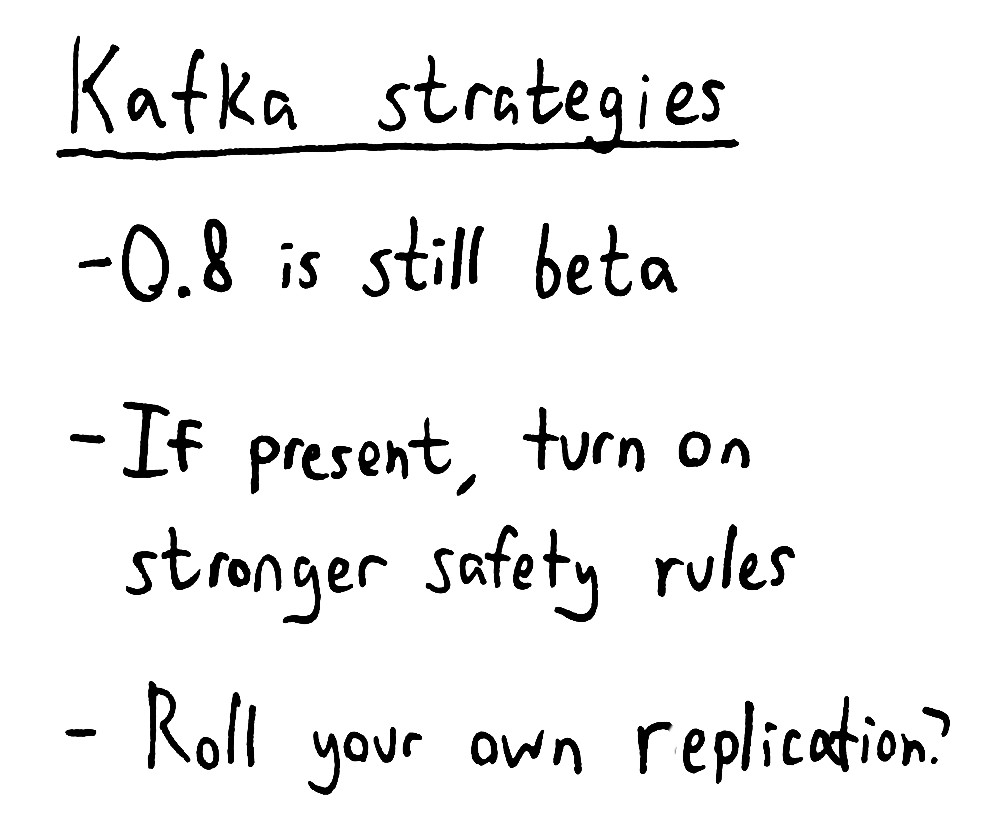 Kafka strategies
- 0.8 is still beta
- If present, turn on
stronger safety rules
- Roll your own replication?